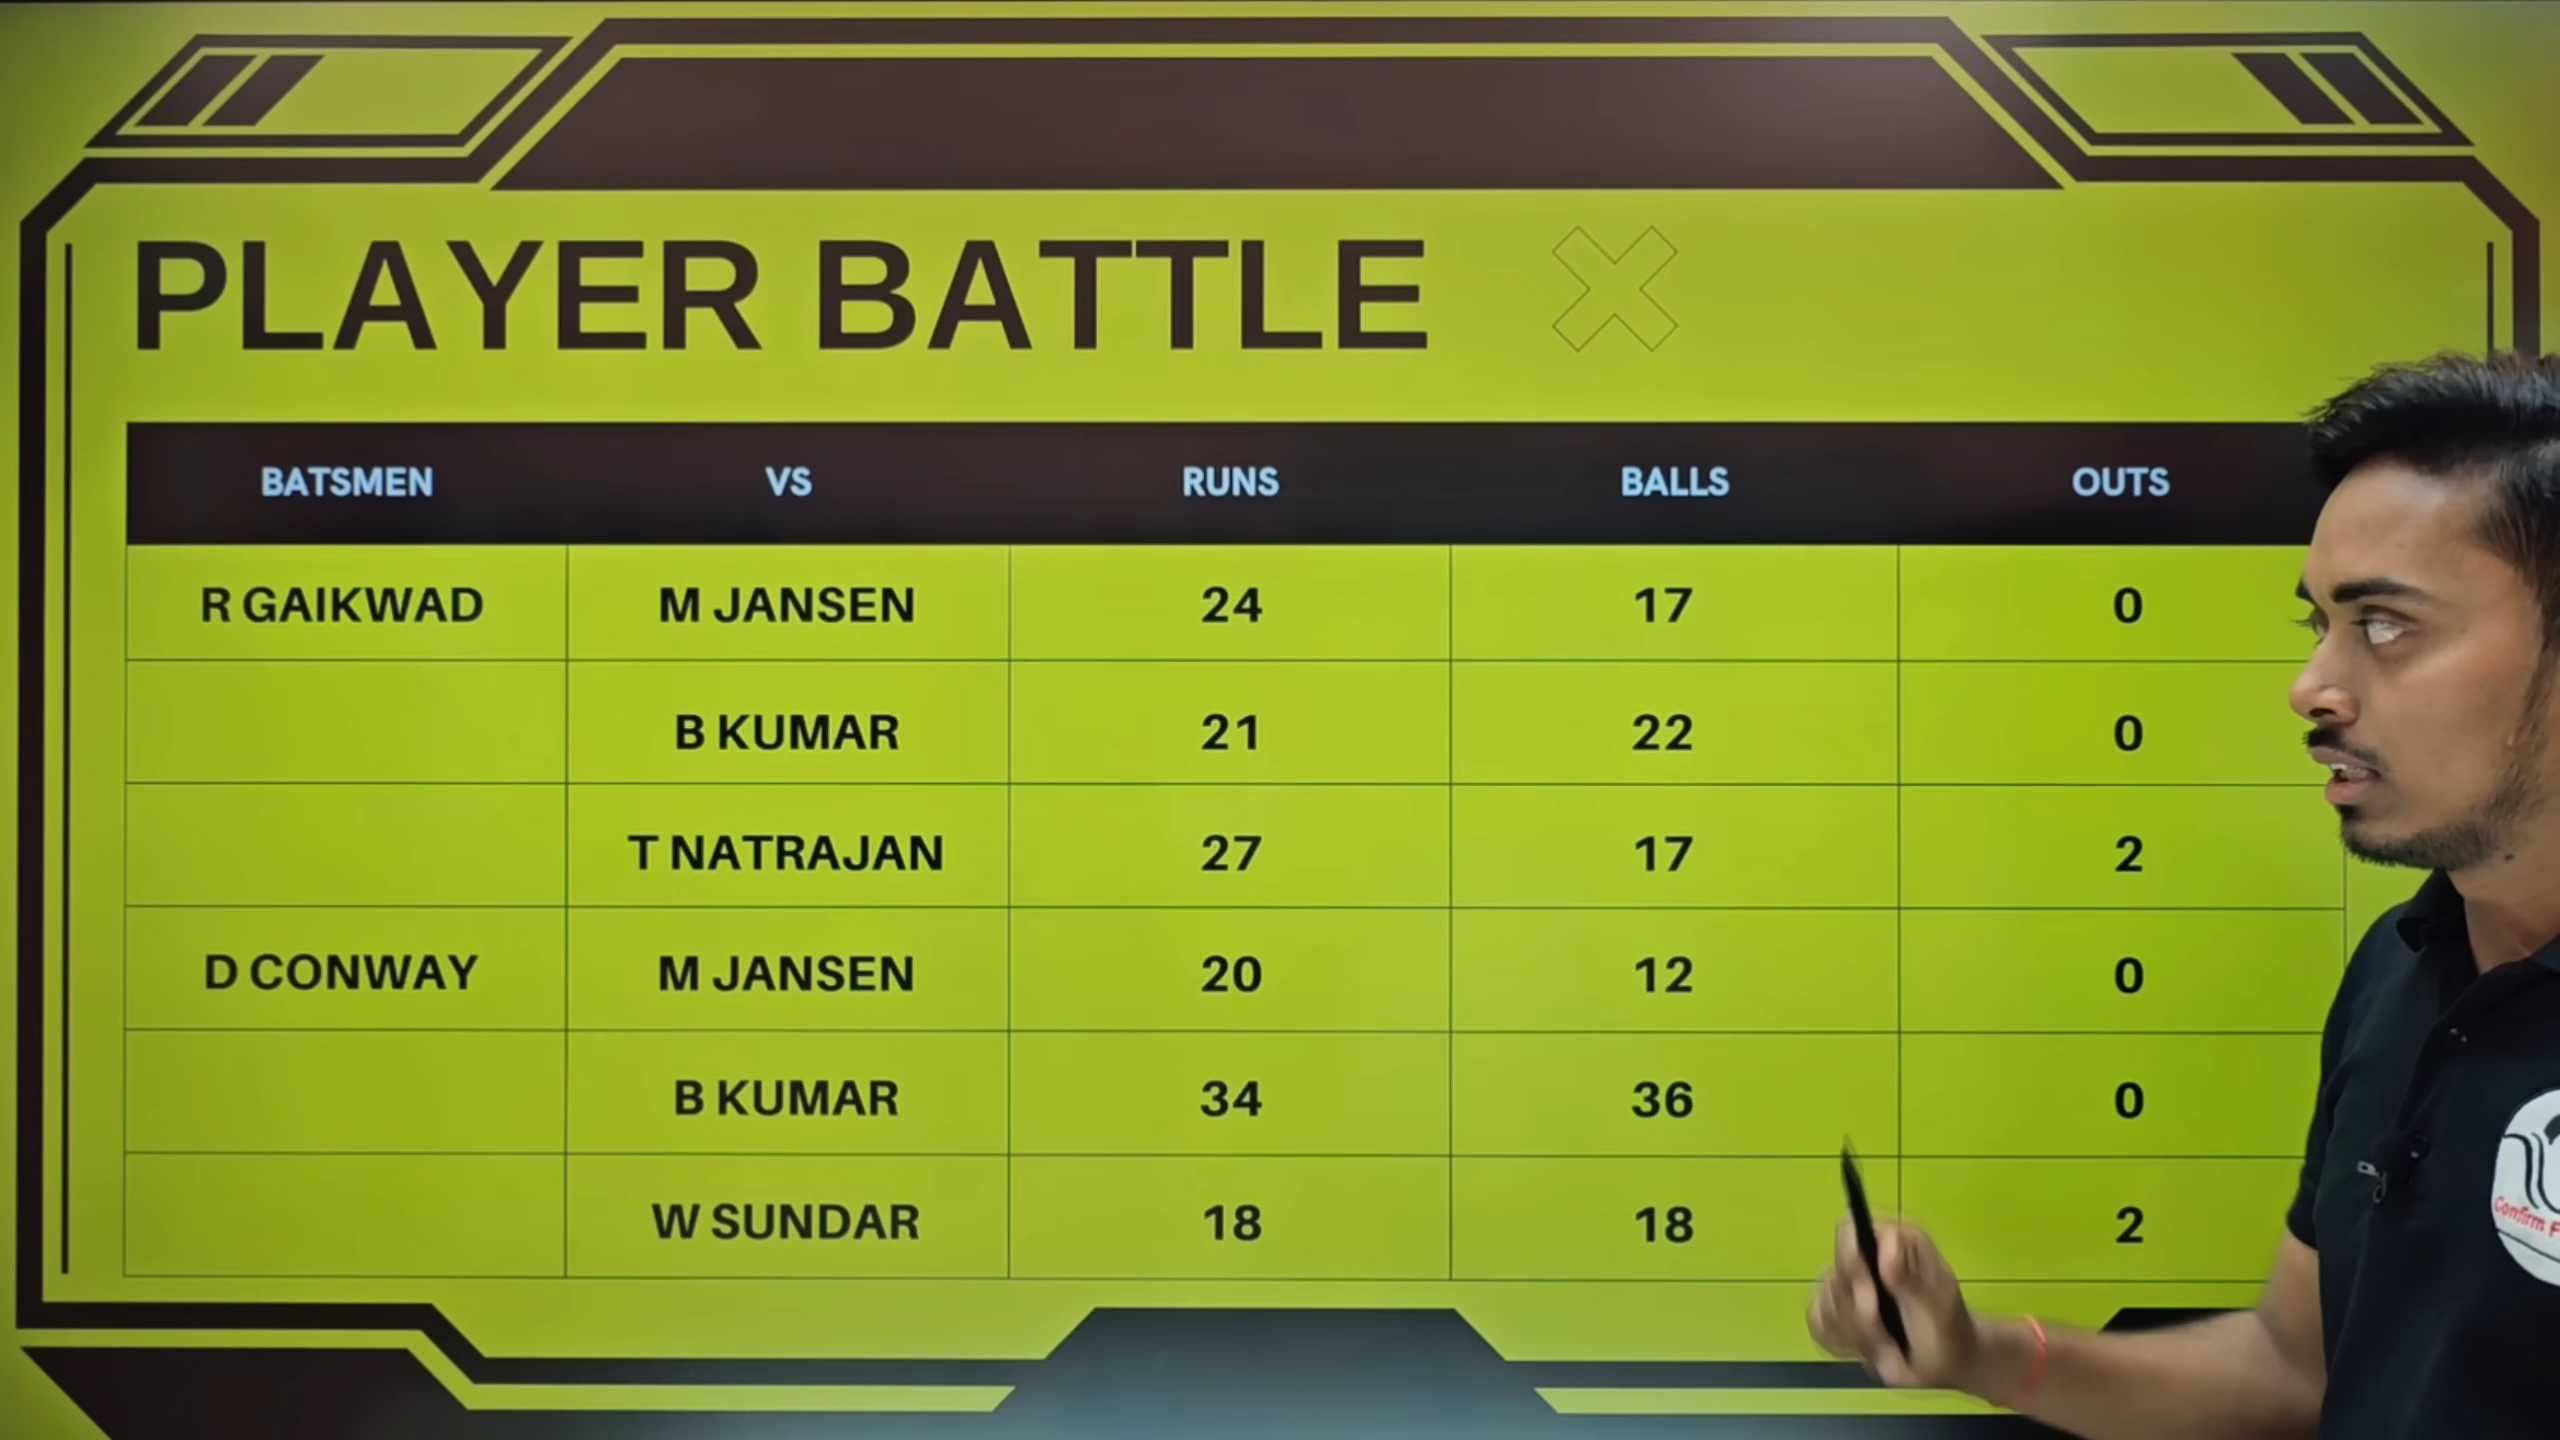 PLAYER BATTLE
BATSMEN VS RUNS BALLS OUTS
R GAIKWAD M JANSEN 24 17 0
B KUMAR 21 22 0
T NATRAJAN 27 17 2
D CONWAY M JANSEN 20 12 0
B KUMAR 34 36 0
W SUNDAR 18 18 2
Confirm